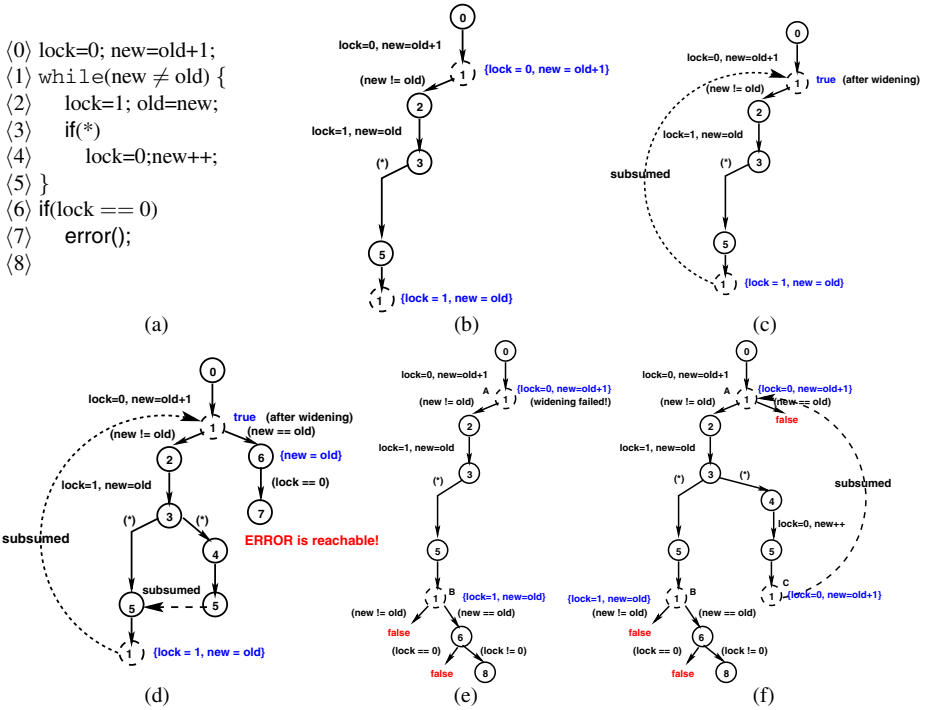 ⟨0⟩ lock=0; new=old+1;
⟨1⟩ while(new ≠ old) {
⟨2⟩ lock=1; old=new;
⟨3⟩ if(*)
⟨4⟩ lock=0;new++;
⟨5⟩ }
⟨6⟩ if(lock == 0)
⟨7⟩ error();
⟨8⟩
(a)
0
lock=0, new=old+1
1 {lock = 0, new = old+1}
(new != old)
2
lock=1, new=old
(*) 3
5
1 {lock = 1, new = old}
(b)
0
lock=0, new=old+1
1 true (after widening)
(new != old)
2
lock=1, new=old
(*) 3
subsumed
5
1 {lock = 1, new = old}
(c)
0
lock=0, new=old+1
1 true (after widening)
(new != old) (new == old)
2 6 {new = old}
lock=1, new=old (lock == 0)
3 7
(*) (*)
ERROR is reachable!
4
subsumed
subsumed
5 5
1 {lock = 1, new = old}
(d)
0
lock=0, new=old+1
A 1 {lock=0, new=old+1}
(new != old) (widening failed!)
2
lock=1, new=old
(*) 3
5
1 B {lock=1, new=old}
(new != old) (new == old)
false 6
(lock == 0) (lock != 0)
false 8
(e)
0
lock=0, new=old+1
A 1 {lock=0, new=old+1}
(new != old) (new == old)
false
2
lock=1, new=old
3
(*) (*)
4
subsumed
lock=0, new++
5 5
C
1 {lock=0, new=old+1}
{lock=1, new=old} 1 B
(new != old) (new == old)
false 6
(lock == 0) (lock != 0)
false 8
(f)